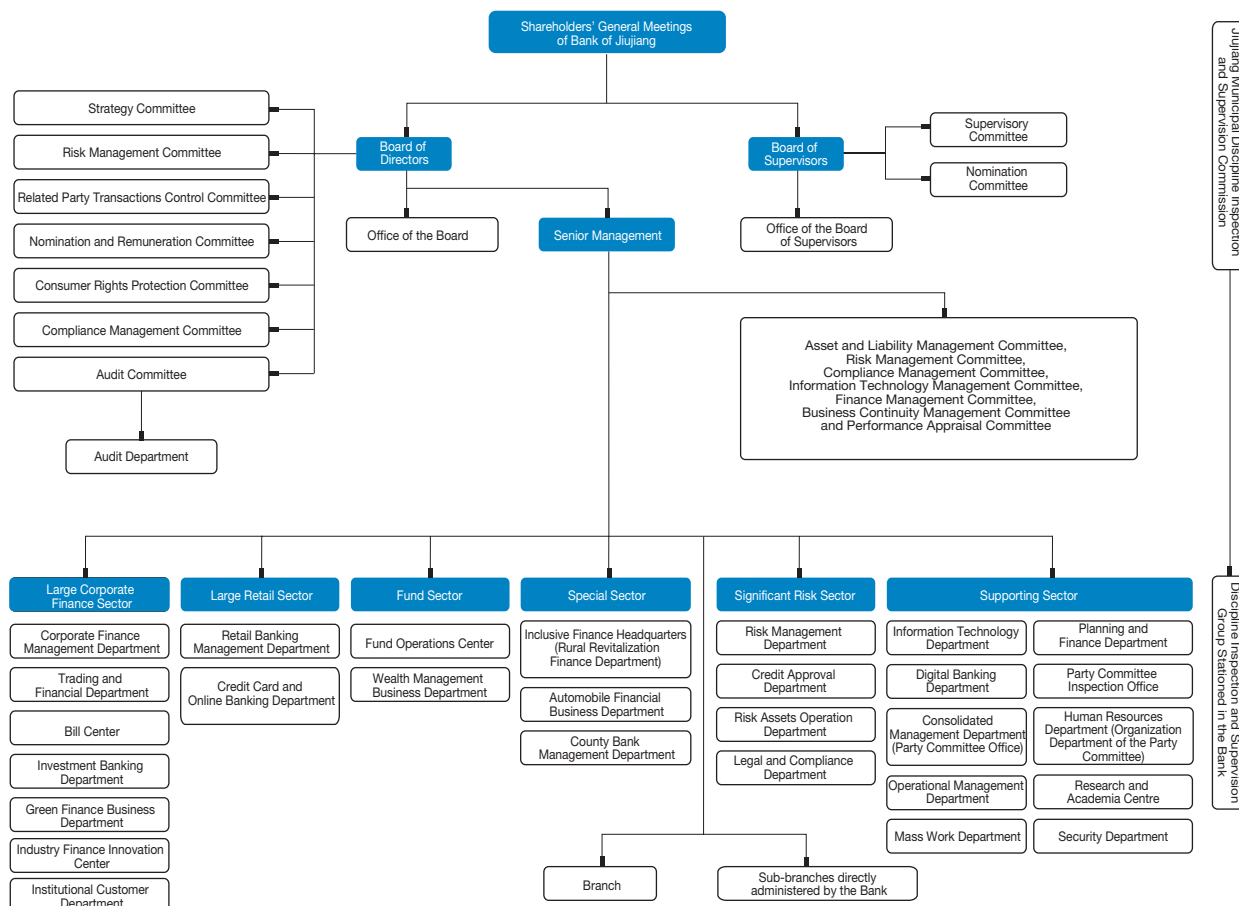 Shareholders' General Meetings
of Bank of Jiujiang
Jiujiang Municipal Discipline Inspection
and Supervision Commission
Strategy Committee
Risk Management Committee
Related Party Transactions Control Committee
Nomination and Remuneration Committee
Consumer Rights Protection Committee
Compliance Management Committee
Audit Committee
Audit Department
Board of
Directors
Board of
Supervisors
Supervisory
Committee
Nomination
Committee
Office of the Board
Senior Management
Office of the Board
of Supervisors
Asset and Liability Management Committee,
Risk Management Committee,
Compliance Management Committee,
Information Technology Management Committee,
Finance Management Committee,
Business Continuity Management Committee
and Performance Appraisal Committee
Large Corporate
Finance Sector
Corporate Finance
Management Department
Trading and
Financial Department
Bill Center
Investment Banking
Department
Green Finance Business
Department
Industry Finance Innovation
Center
Institutional Customer
Department
Large Retail Sector
Retail Banking
Management Department
Credit Card and
Online Banking Department
Fund Sector
Fund Operations Center
Wealth Management
Business Department
Special Sector
Inclusive Finance Headquarters
(Rural Revitalization
Finance Department)
Automobile Financial
Business Department
County Bank
Management Department
Significant Risk Sector
Risk Management
Department
Credit Approval
Department
Risk Assets Operation
Department
Legal and Compliance
Department
Supporting Sector
Information Technology
Department
Digital Banking
Department
Consolidated
Management Department
(Party Committee Office)
Operational Management
Department
Mass Work Department
Planning and
Finance Department
Party Committee
Inspection Office
Human Resources
Department (Organization
Department of the Party
Committee)
Research and
Academia Centre
Security Department
Branch
Sub-branches directly
administered by the Bank
Discipline Inspection and Supervision
Group Stationed in the Bank